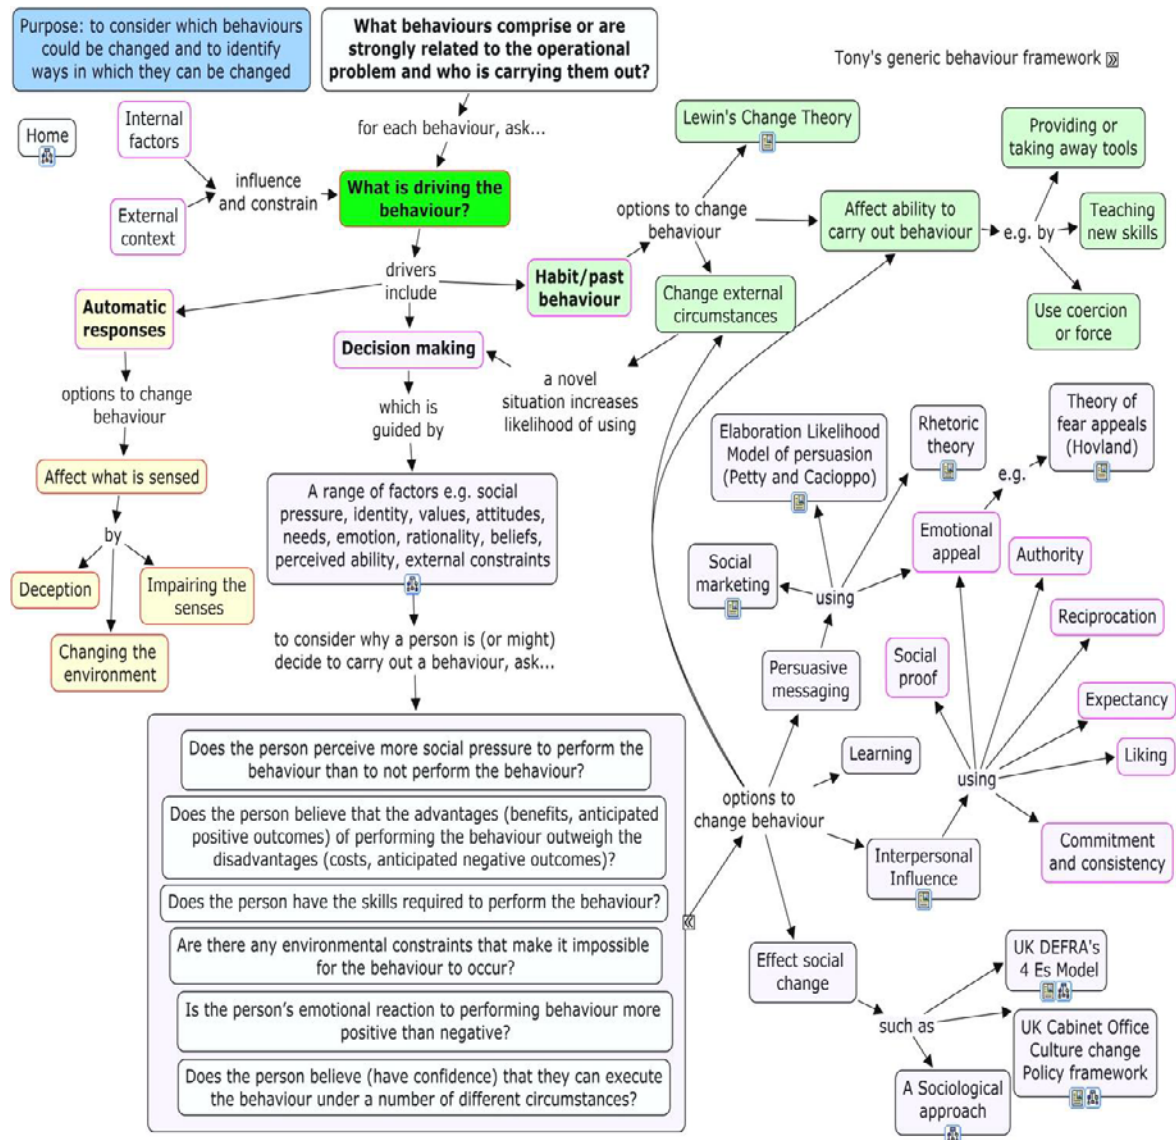 Purpose: to consider which behaviours
could be changed and to identify
ways in which they can be changed
What behaviours comprise or are
strongly related to the operational
problem and who is carrying them out?
Tony's generic behaviour framework
Home
Internal
factors
External
context
influence
and constrain
for each behaviour, ask...
What is driving the
behaviour?
drivers
include
Automatic
responses
options to change
behaviour
Affect what is sensed
by
Deception
Impairing the
senses
Changing the
environment
Decision making
which is
guided by
A range of factors e.g. social
pressure, identity, values, attitudes,
needs, emotion, rationality, beliefs,
perceived ability, external constraints
to consider why a person is (or might)
decide to carry out a behaviour, ask...
Does the person perceive more social pressure to perform the
behaviour than to not perform the behaviour?
Does the person believe that the advantages (benefits, anticipated
positive outcomes) of performing the behaviour outweigh the
disadvantages (costs, anticipated negative outcomes)?
Does the person have the skills required to perform the behaviour?
Are there any environmental constraints that make it impossible
for the behaviour to occur?
Is the person's emotional reaction to performing behaviour more
positive than negative?
Does the person believe (have confidence) that they can execute
the behaviour under a number of different circumstances?
Habit/past
behaviour
options to change
behaviour
Lewin's Change Theory
Affect ability to
carry out behaviour
e.g. by
Providing or
taking away tools
Teaching
new skills
Use coercion
or force
Change external
circumstances
a novel
situation increases
likelihood of using
options to
change behaviour
Persuasive
messaging
using
Social
marketing
Elaboration Likelihood
Model of persuasion
(Petty and Cacioppo)
Rhetoric
theory
Emotional
appeal
e.g.
Theory of
fear appeals
(Hovland)
Learning
Interpersonal
Influence
using
Social
proof
Authority
Reciprocation
Expectancy
Liking
Commitment
and consistency
Effect social
change
such as
UK DEFRA's
4 Es Model
UK Cabinet Office
Culture change
Policy framework
A Sociological
approach